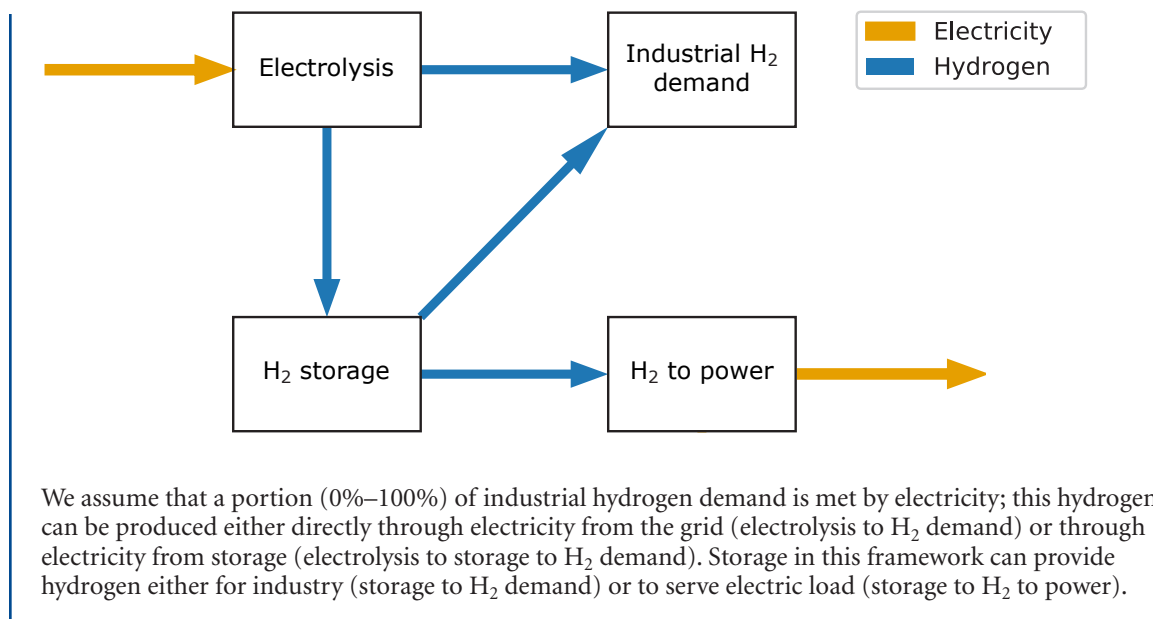 Electrolysis
Industrial H₂
demand
Electricity
Hydrogen
H₂ storage
H₂ to power
We assume that a portion (0%–100%) of industrial hydrogen demand is met by electricity; this hydrogen
can be produced either directly through electricity from the grid (electrolysis to H₂ demand) or through
electricity from storage (electrolysis to storage to H₂ demand). Storage in this framework can provide
hydrogen either for industry (storage to H₂ demand) or to serve electric load (storage to H₂ to power).